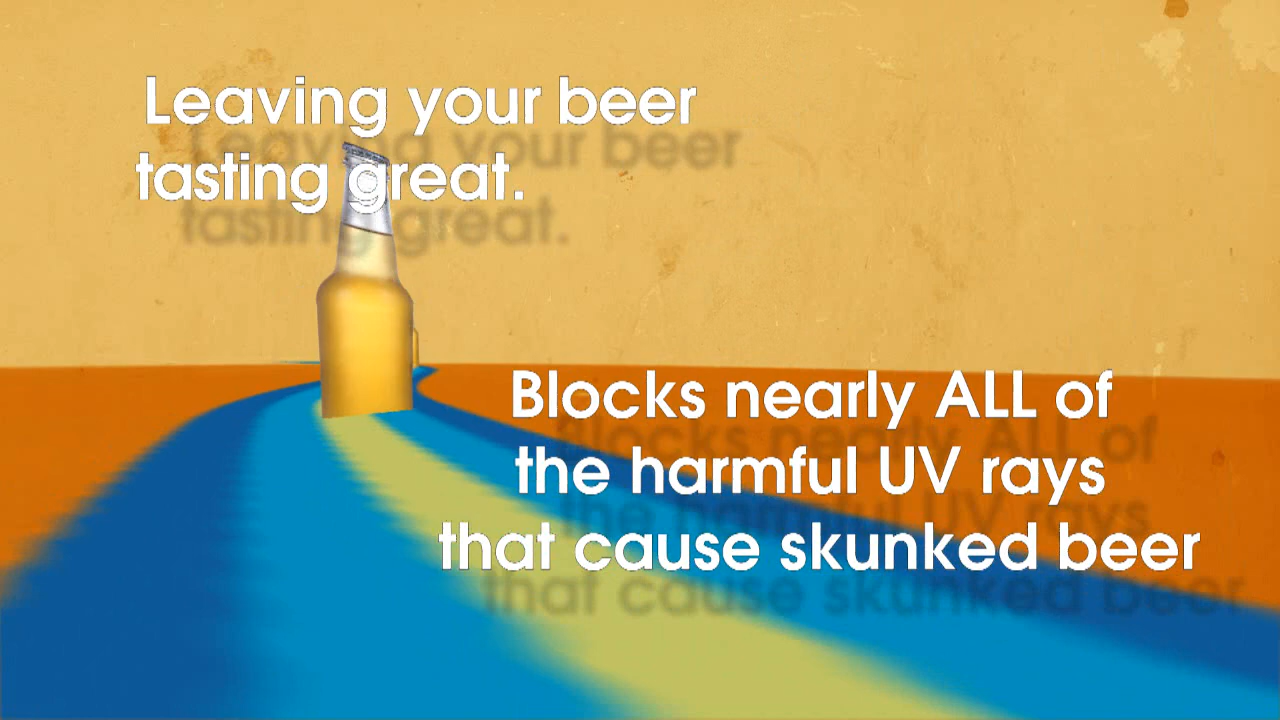 Leaving your beer
tasting great.
Blocks nearly ALL of
the harmful UV rays
that cause skunked beer